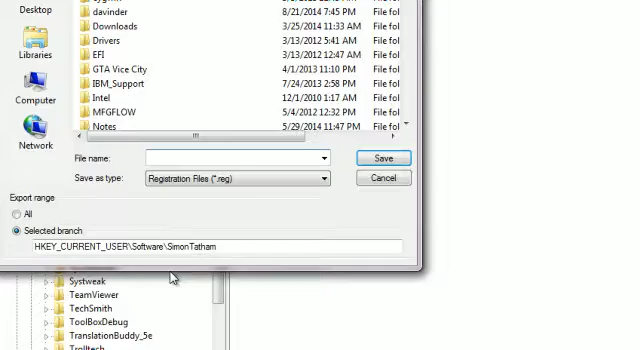 Desktop
davinder 8/21/2014 7:45 PM File fol
Downloads 3/25/2014 11:33 AM File fol
Libraries
Drivers 3/13/2012 5:41 AM File fol
EFI 3/13/2012 12:47 AM File fol
GTA Vice City 4/1/2013 11:10 PM File fol
IBM_Support 7/24/2013 2:58 PM File fol
Computer
Intel 12/1/2010 1:17 AM File fol
MFGFLOW 5/4/2012 12:32 PM File fol
Notes 5/29/2014 11:47 PM File fol
Network
File name: Save
Save as type: Registration Files (*.reg) Cancel
Export range
All
Selected branch
HKEY_CURRENT_USER\Software\SimonTatham
Systweak
TeamViewer
TechSmith
ToolBoxDebug
TranslationBuddy_5e
Trolltech